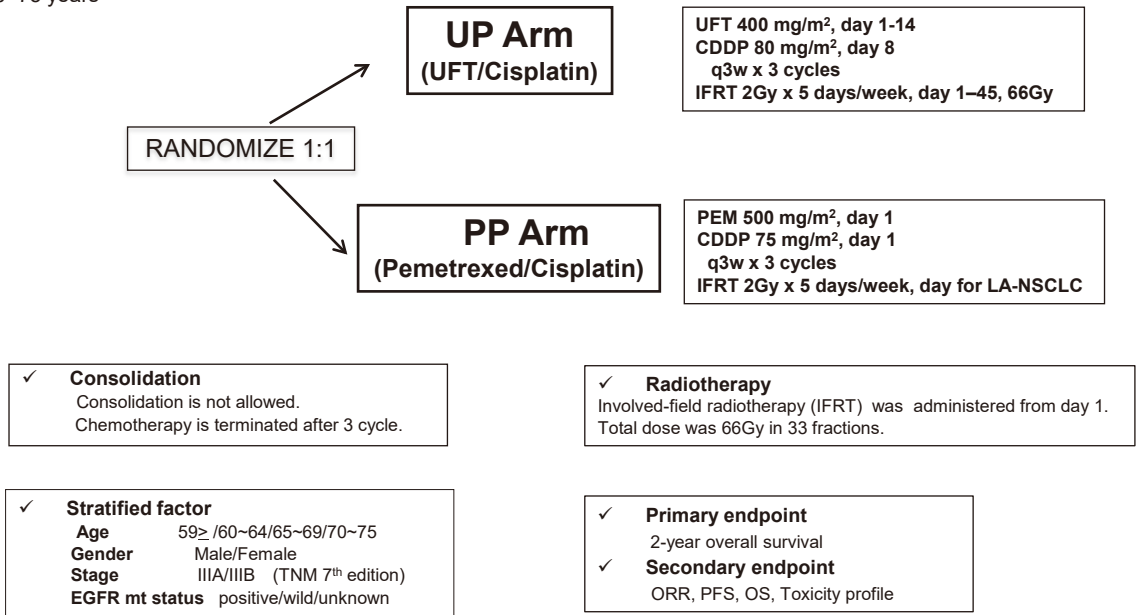 75 years
UP Arm
(UFT/Cisplatin)
UFT 400 mg/m², day 1-14
CDDP 80 mg/m², day 8
q3w x 3 cycles
IFRT 2Gy x 5 days/week, day 1–45, 66Gy
RANDOMIZE 1:1
PP Arm
(Pemetrexed/Cisplatin)
PEM 500 mg/m², day 1
CDDP 75 mg/m², day 1
q3w x 3 cycles
IFRT 2Gy x 5 days/week, day for LA-NSCLC
✓ Consolidation
Consolidation is not allowed.
Chemotherapy is terminated after 3 cycle.
✓ Radiotherapy
Involved-field radiotherapy (IFRT) was administered from day 1.
Total dose was 66Gy in 33 fractions.
✓ Stratified factor
Age 59≥ /60~64/65~69/70~75
Gender Male/Female
Stage IIIA/IIIB (TNM 7th edition)
EGFR mt status positive/wild/unknown
✓ Primary endpoint
2-year overall survival
✓ Secondary endpoint
ORR, PFS, OS, Toxicity profile